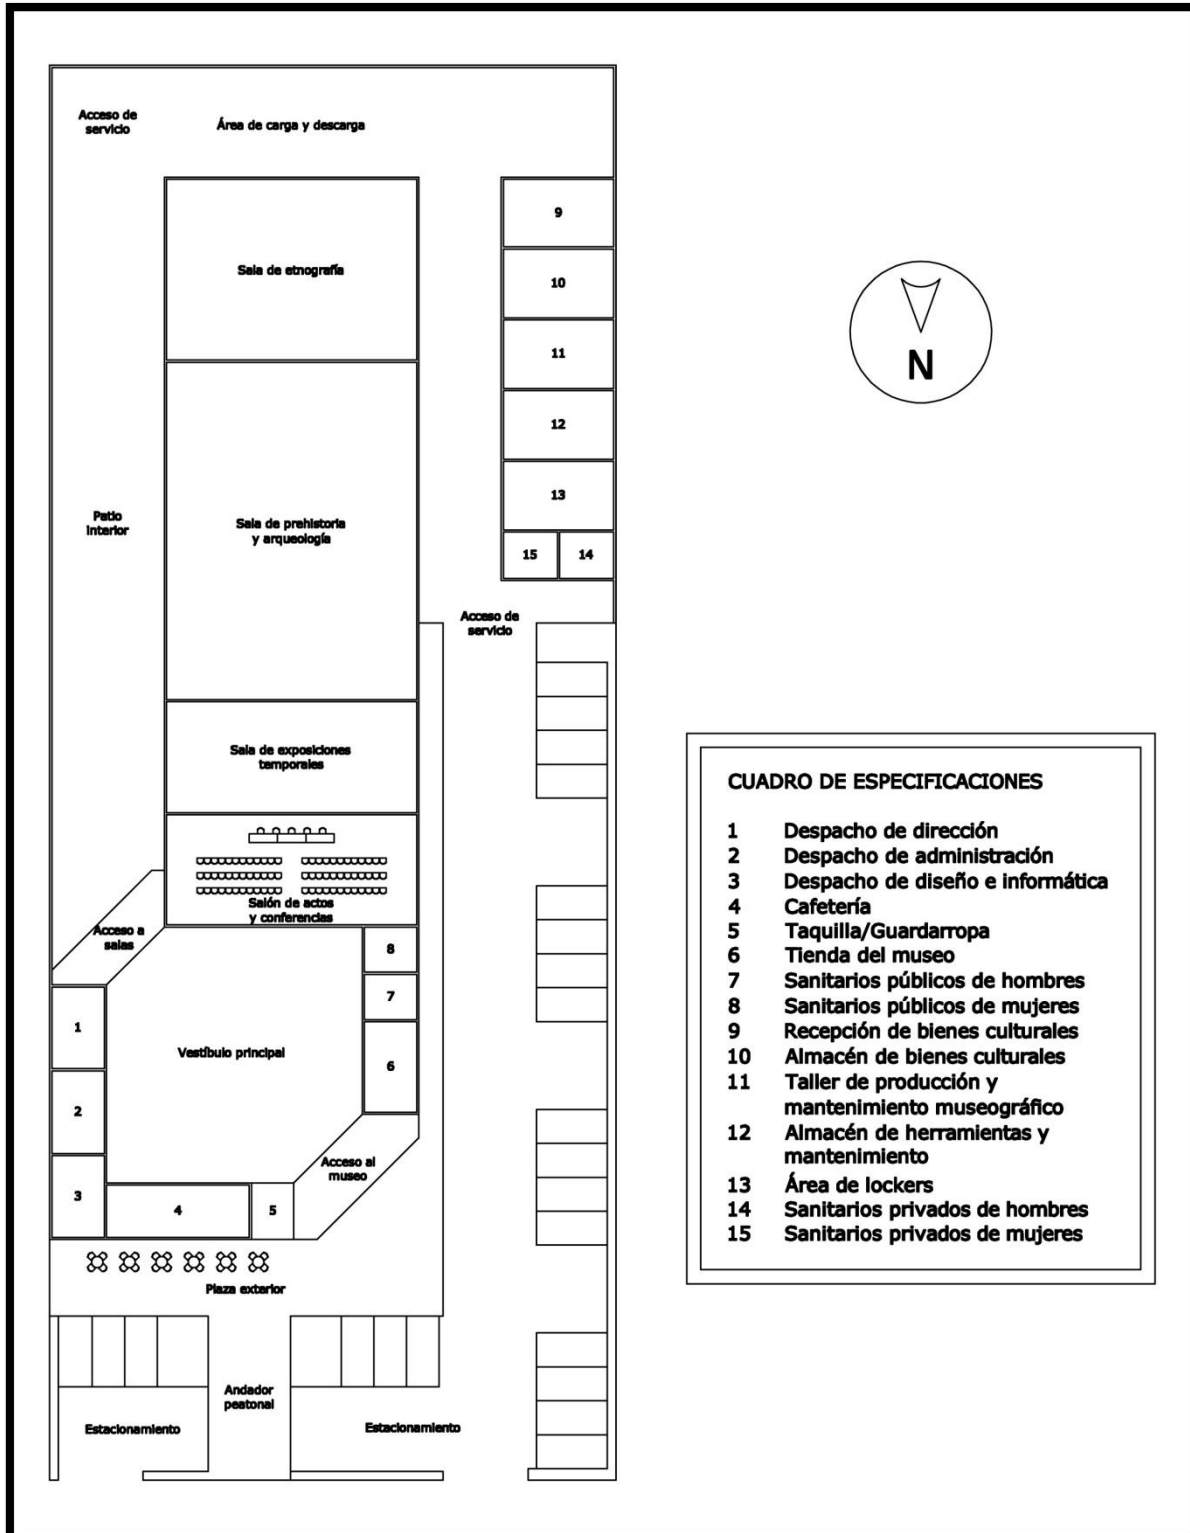 Acceso de
servicio
Área de carga y descarga
9
Sala de etnografía
10
11
N
12
13
Patio
interior
Sala de prehistoria
y arqueología
15
14
Acceso de
servicio
Sala de exposiciones
temporales
Salón de actos
y conferencias
Acceso a
salas
8
7
1
Vestíbulo principal
6
2
Acceso al
museo
3
4
5
Plaza exterior
Andador
peatonal
Estacionamiento
Estacionamiento
CUADRO DE ESPECIFICACIONES
1 Despacho de dirección
2 Despacho de administración
3 Despacho de diseño e informática
4 Cafetería
5 Taquilla/Guardarropa
6 Tienda del museo
7 Sanitarios públicos de hombres
8 Sanitarios públicos de mujeres
9 Recepción de bienes culturales
10 Almacén de bienes culturales
11 Taller de producción y
mantenimiento museográfico
12 Almacén de herramientas y
mantenimiento
13 Área de lockers
14 Sanitarios privados de hombres
15 Sanitarios privados de mujeres